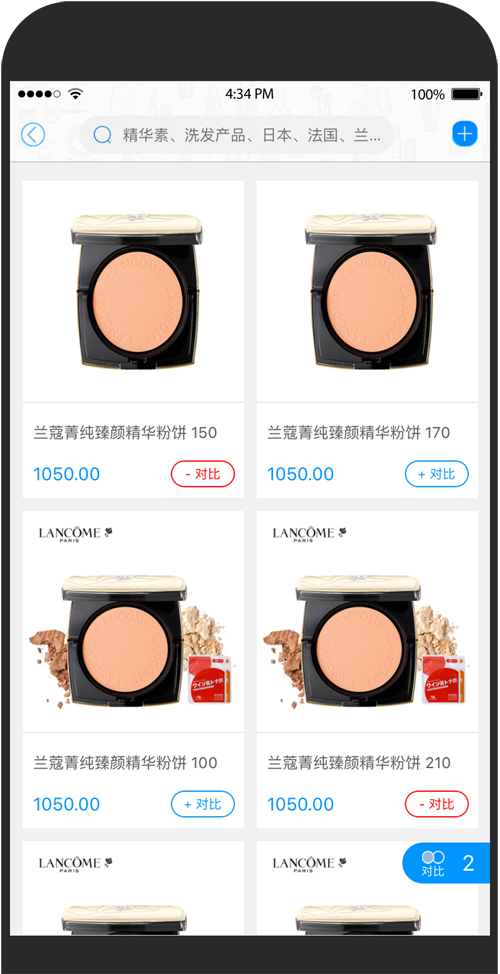 4:34 PM
100%
精华素、洗发产品、日本、法国、兰...
LANCOME
兰蔻菁纯臻颜精华粉饼 150
兰蔻菁纯臻颜精华粉饼 170
1050.00
- 对比
1050.00
+ 对比
LANCÔME
PARIS
LANCÔME
PARIS
兰蔻菁纯臻颜精华粉饼 100
兰蔻菁纯臻颜精华粉饼 210
1050.00
+ 对比
1050.00
- 对比
LANCÔME
PARIS
LANCÔME
PARIS
对比
2